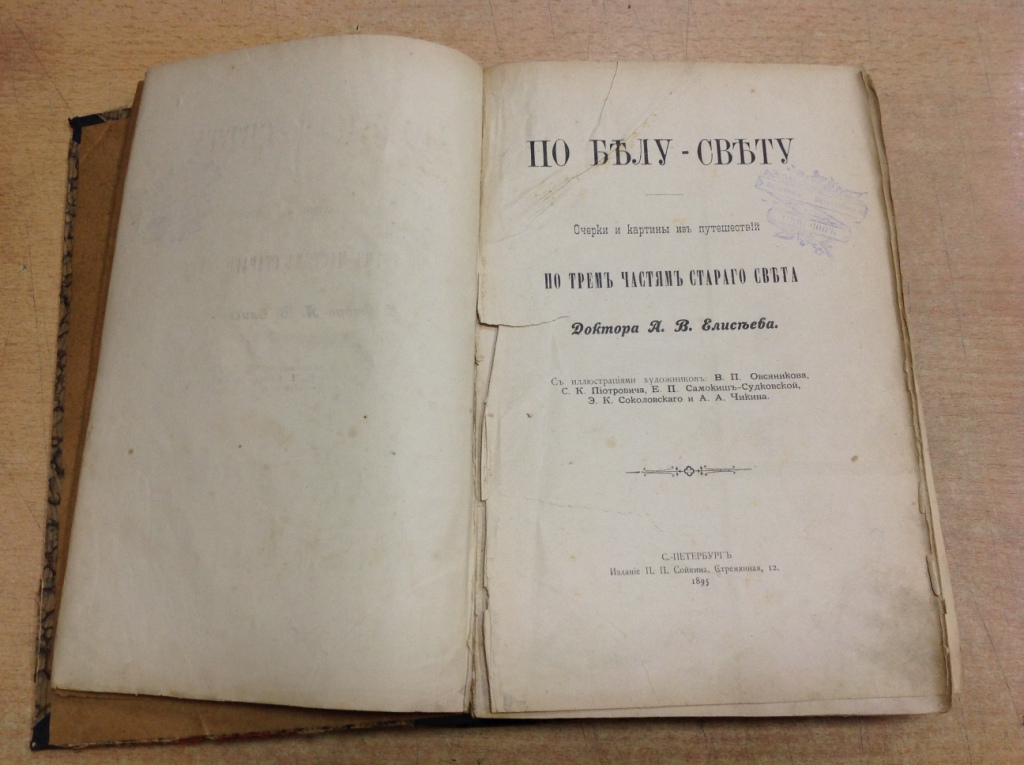 ПО БѢЛУ-СВѢТУ
Очерки и картины изъ путешествій
ПО ТРЕМЪ ЧАСТЯМЪ СТАРАГО СВѢТА
Доктора А. В. Елисѣева.
Съ иллюстраціями художниковъ: В. П. Овсяникова,
С. К. Піотровича, Е. П. Самокишъ-Судковской,
Э. К. Соколовскаго и А. А. Чикина.
С.-ПЕТЕРБУРГЪ
Изданіе П. П. Сойкина, Стремянная, 12.
1895